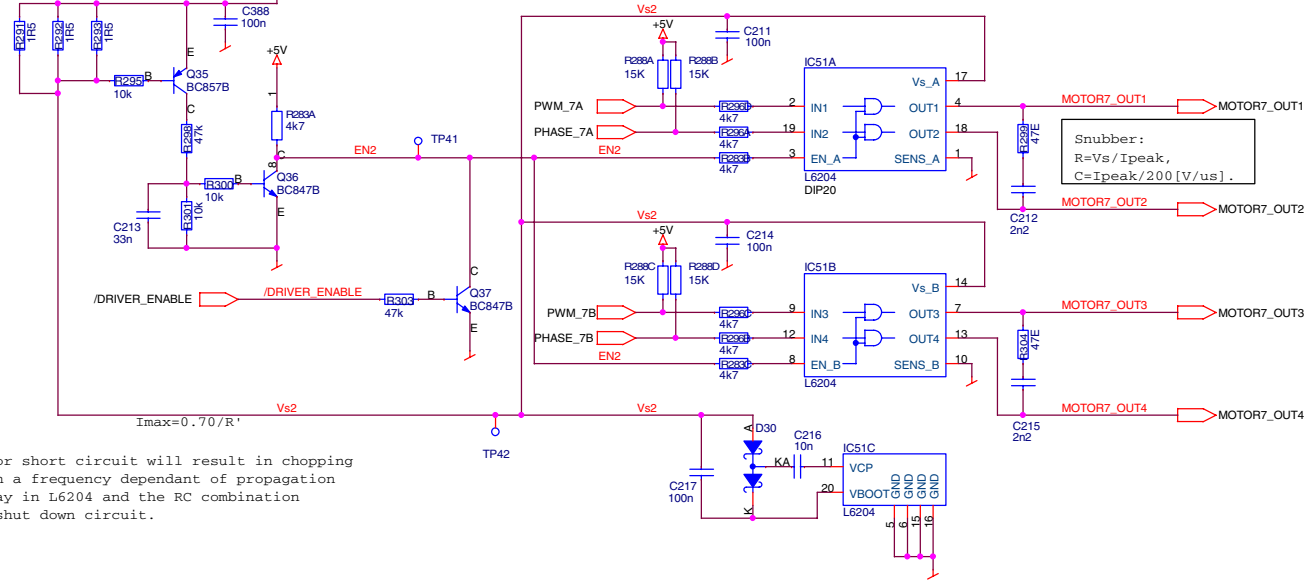 R291
1R5
R292
1R5
R293
1R5
C388
100n
E
Q35
BC857B
B
R295
10k
C
R298
47k
+5V
1
R283A
4k7
8
C
Q36
BC847B
B
R300
10k
E
R301
10k
C213
33n
EN2
TP41
/DRIVER_ENABLE
/DRIVER_ENABLE
R303
47k
B
C
Q37
BC847B
E
Vs2
+5V
C211
100n
R288A
15K
R288B
15K
PWM_7A
PHASE_7A
EN2
R296D
4k7
R296A
4k7
R283B
4k7
IC51A
2 IN1
19 IN2
3 EN_A
Vs_A 17
OUT1 4
OUT2 18
SENS_A 1
L6204
DIP20
MOTOR7_OUT1
MOTOR7_OUT1
R299
47E
Snubber:
R=Vs/Ipeak,
C=Ipeak/200[V/us].
C212
2n2
MOTOR7_OUT2
MOTOR7_OUT2
Vs2
+5V
C214
100n
R288C
15K
R288D
15K
PWM_7B
PHASE_7B
EN2
R296C
4k7
4k7
R283C
4k7
IC51B
9 IN3
12 IN4
8 EN_B
Vs_B 14
OUT3 7
OUT4 13
SENS_B 10
L6204
MOTOR7_OUT3
MOTOR7_OUT3
R304
47E
C215
2n2
MOTOR7_OUT4
MOTOR7_OUT4
Vs2
Vs2
Imax=0.70/R'
TP42
or short circuit will result in chopping
n a frequency dependant of propagation
ay in L6204 and the RC combination
shut down circuit.
A
D30
KA
K
C216
10n
C217
100n
IC51C
11 VCP
20 VBOOT
GND
GND
GND
GND
L6204
5
6
15
16